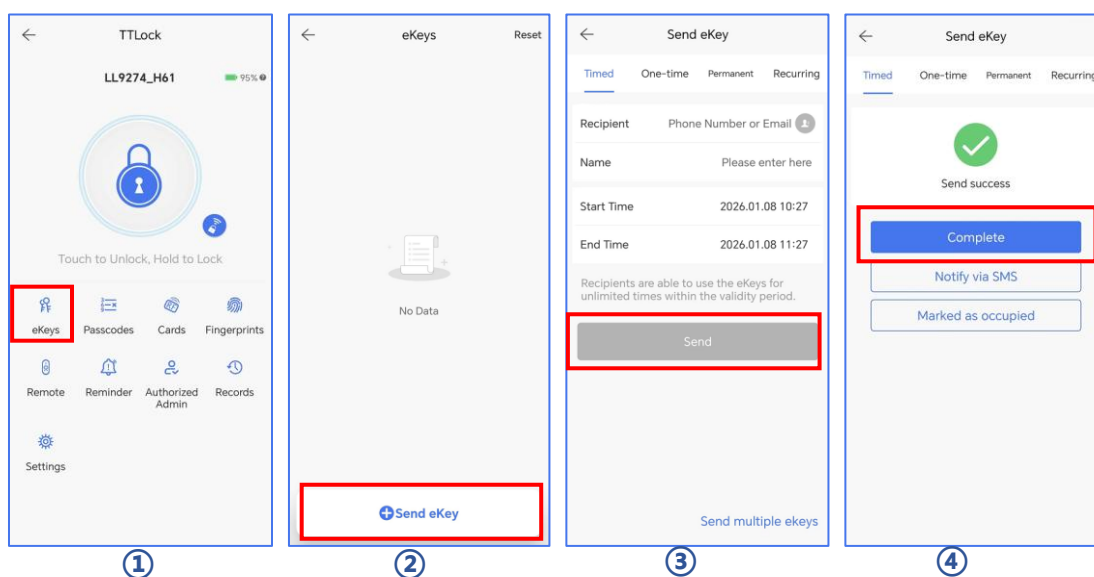 TTLock
LL9274_H61
95%
Touch to Unlock, Hold to Lock
eKeys
Passcodes
Cards
Fingerprints
Remote
Reminder
Authorized
Admin
Records
Settings
①
eKeys
Reset
No Data
Send eKey
②
Send eKey
Timed
One-time
Permanent
Recurring
Recipient
Phone Number or Email
Name
Please enter here
Start Time
2026.01.08 10:27
End Time
2026.01.08 11:27
Recipients are able to use the eKeys for
unlimited times within the validity period.
Send
Send multiple ekeys
③
Send eKey
Timed
One-time
Permanent
Recurring
Send success
Complete
Notify via SMS
Marked as occupied
④